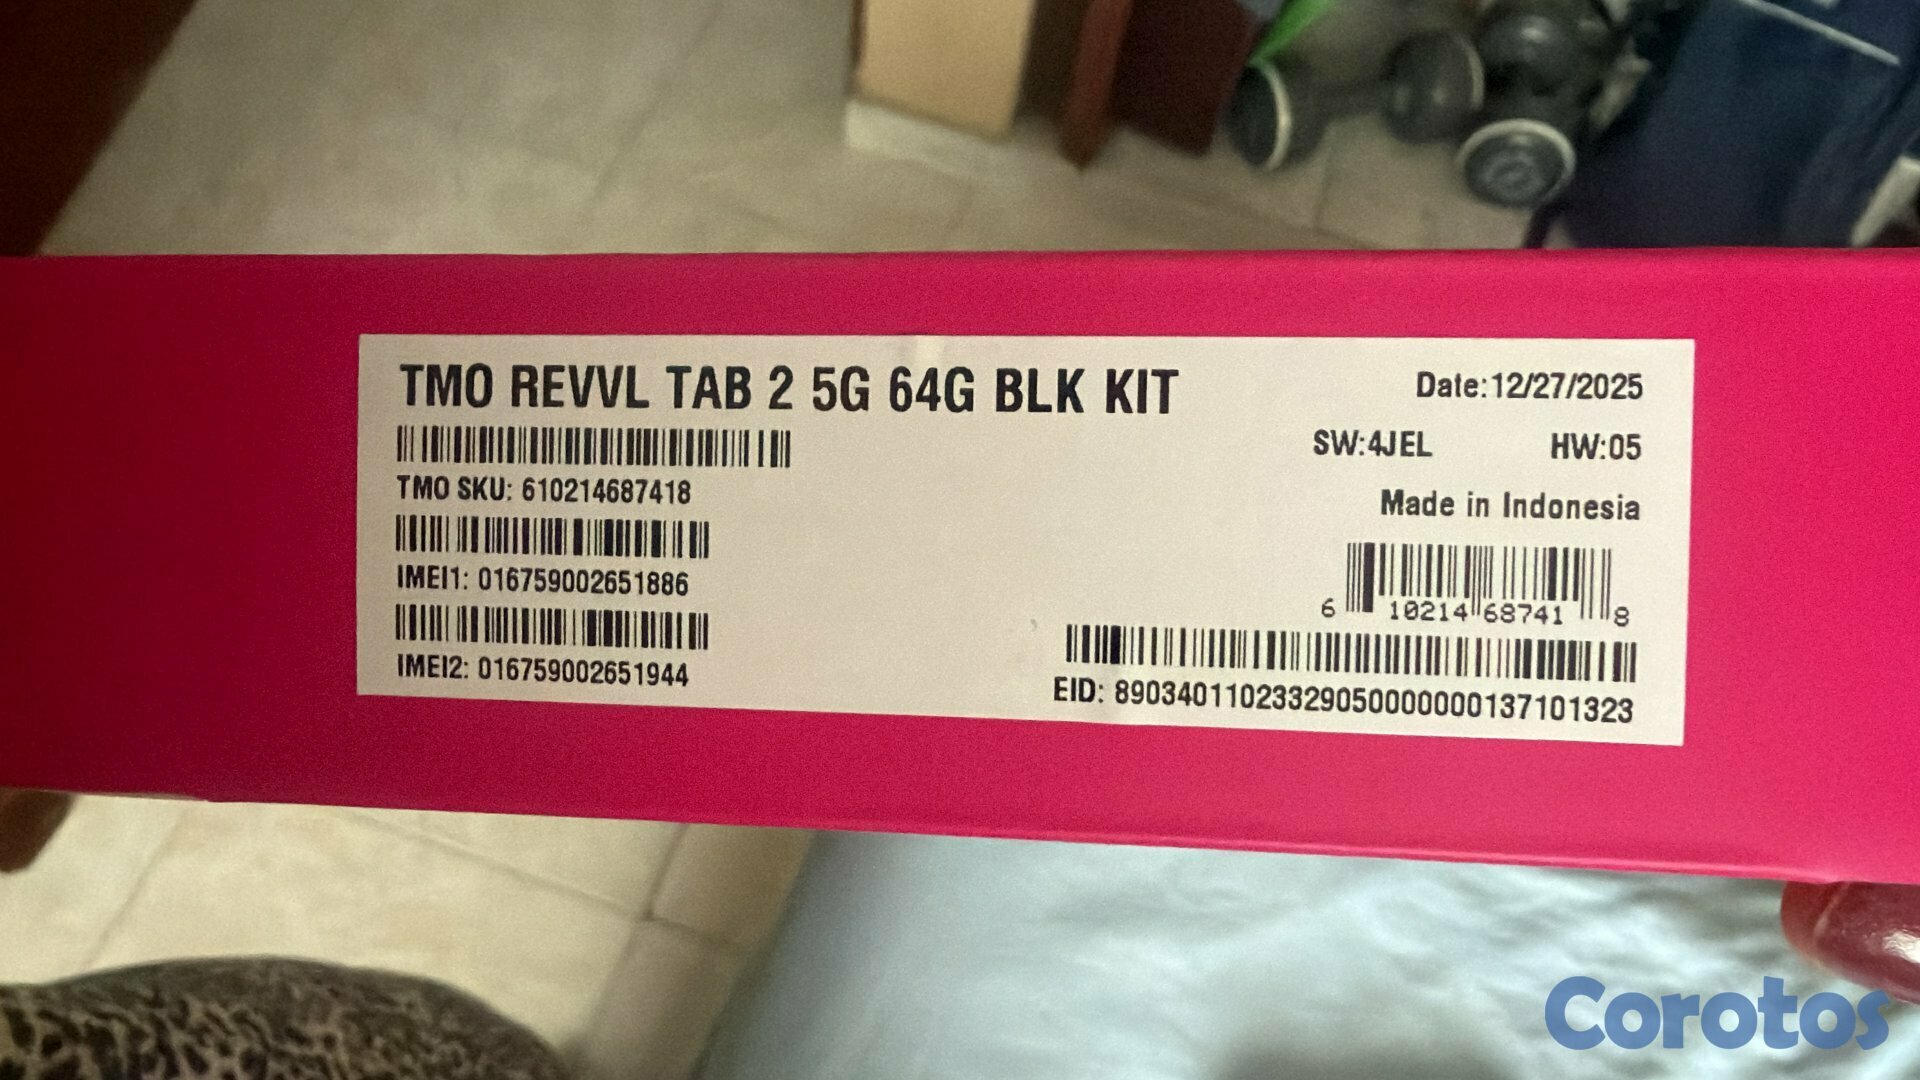 TMO REVVL TAB 2 5G 64G BLK KIT
Date:12/27/2025
SW:4JEL HW:05
TMO SKU: 610214687418
Made in Indonesia
IMEI1: 016759002651886
6 10214 68741 8
IMEI2: 016759002651944
EID: 89034011023329050000000137101323
Corotos